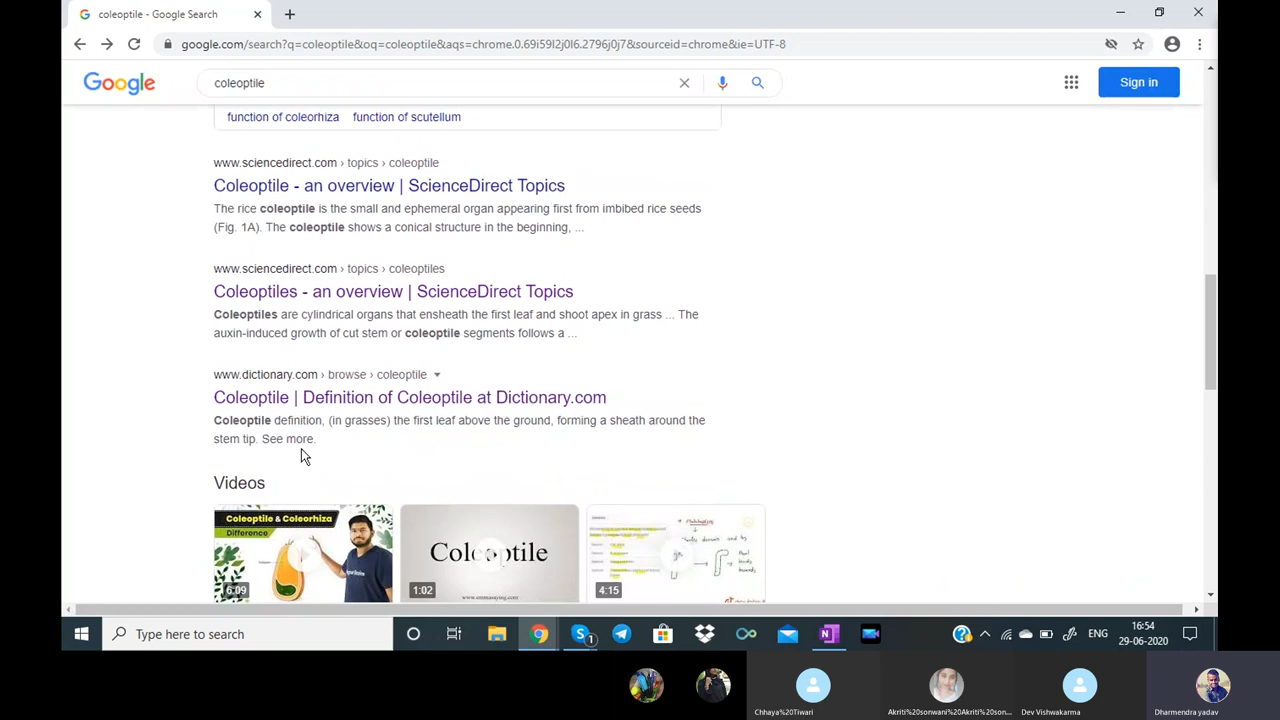 coleoptile - Google Search
google.com/search?q=coleoptile&oq=coleoptile&aqs=chrome.0.69i59l2j0l6.2796j0j7&sourceid=chrome&ie=UTF-8
Google
coleoptile
Sign in
function of coleorhiza function of scutellum
www.sciencedirect.com › topics › coleoptile
Coleoptile - an overview | ScienceDirect Topics
The rice coleoptile is the small and ephemeral organ appearing first from imbibed rice seeds
(Fig. 1A). The coleoptile shows a conical structure in the beginning, ...
www.sciencedirect.com › topics › coleoptiles
Coleoptiles - an overview | ScienceDirect Topics
Coleoptiles are cylindrical organs that ensheath the first leaf and shoot apex in grass ... The
auxin-induced growth of cut stem or coleoptile segments follows a ...
www.dictionary.com › browse › coleoptile
Coleoptile | Definition of Coleoptile at Dictionary.com
Coleoptile definition, (in grasses) the first leaf above the ground, forming a sheath around the
stem tip. See more.
Videos
Coleoptile & Coleorhiza
Difference
6:09
Coleoptile
1:02
4:15
Type here to search
1
ENG
16:54
29-06-2020
Chhaya%20Tiwari
Akriti%20sonwani%20Akriti%20son...
Dev Vishwakarma
Dharmendra yadav